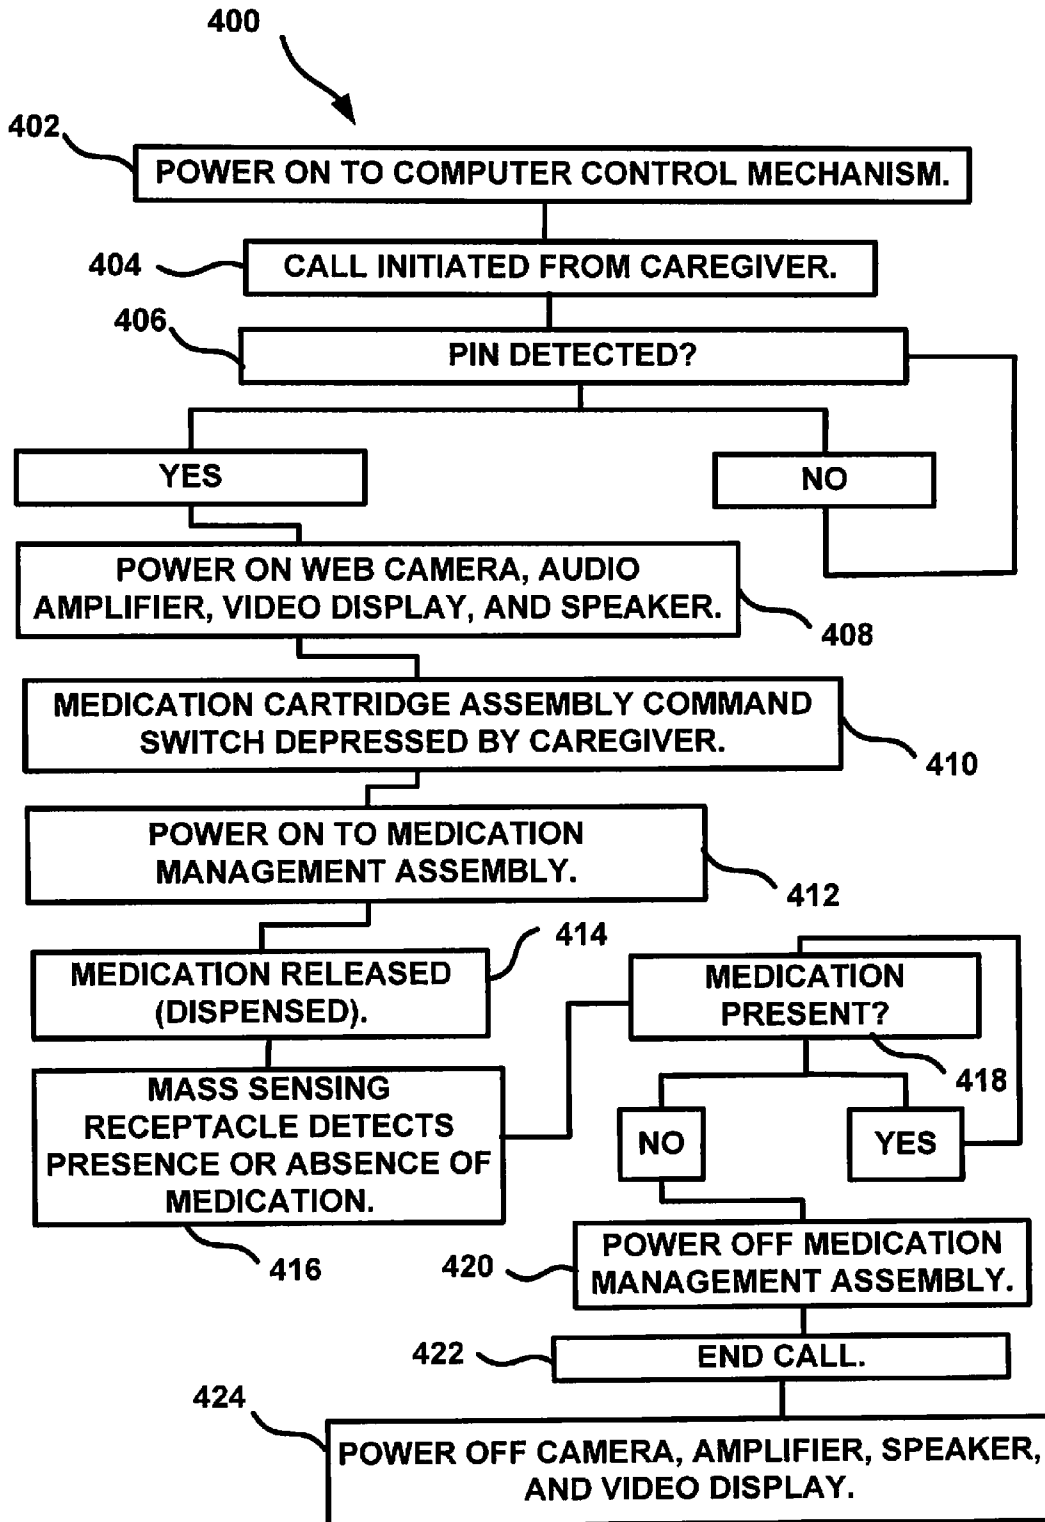 400
402
POWER ON TO COMPUTER CONTROL MECHANISM.
404
CALL INITIATED FROM CAREGIVER.
406
PIN DETECTED?
YES
NO
POWER ON WEB CAMERA, AUDIO
AMPLIFIER, VIDEO DISPLAY, AND SPEAKER.
408
MEDICATION CARTRIDGE ASSEMBLY COMMAND
SWITCH DEPRESSED BY CAREGIVER.
410
POWER ON TO MEDICATION
MANAGEMENT ASSEMBLY.
412
MEDICATION RELEASED
(DISPENSED).
414
MASS SENSING
RECEPTACLE DETECTS
PRESENCE OR ABSENCE OF
MEDICATION.
416
MEDICATION
PRESENT?
418
NO
YES
420
POWER OFF MEDICATION
MANAGEMENT ASSEMBLY.
422
END CALL.
424
POWER OFF CAMERA, AMPLIFIER, SPEAKER,
AND VIDEO DISPLAY.